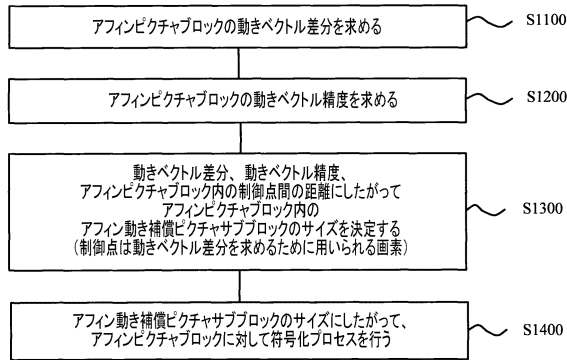 アフィンピクチャブロックの動きベクトル差分を求める
S1100
アフィンピクチャブロックの動きベクトル精度を求める
S1200
動きベクトル差分、動きベクトル精度、
アフィンピクチャブロック内の制御点間の距離にしたがって
アフィンピクチャブロック内の
アフィン動き補償ピクチャサブブロックのサイズを決定する
(制御点は動きベクトル差分を求めるために用いられる画素)
S1300
アフィン動き補償ピクチャサブブロックのサイズにしたがって、
アフィンピクチャブロックに対して符号化プロセスを行う
S1400